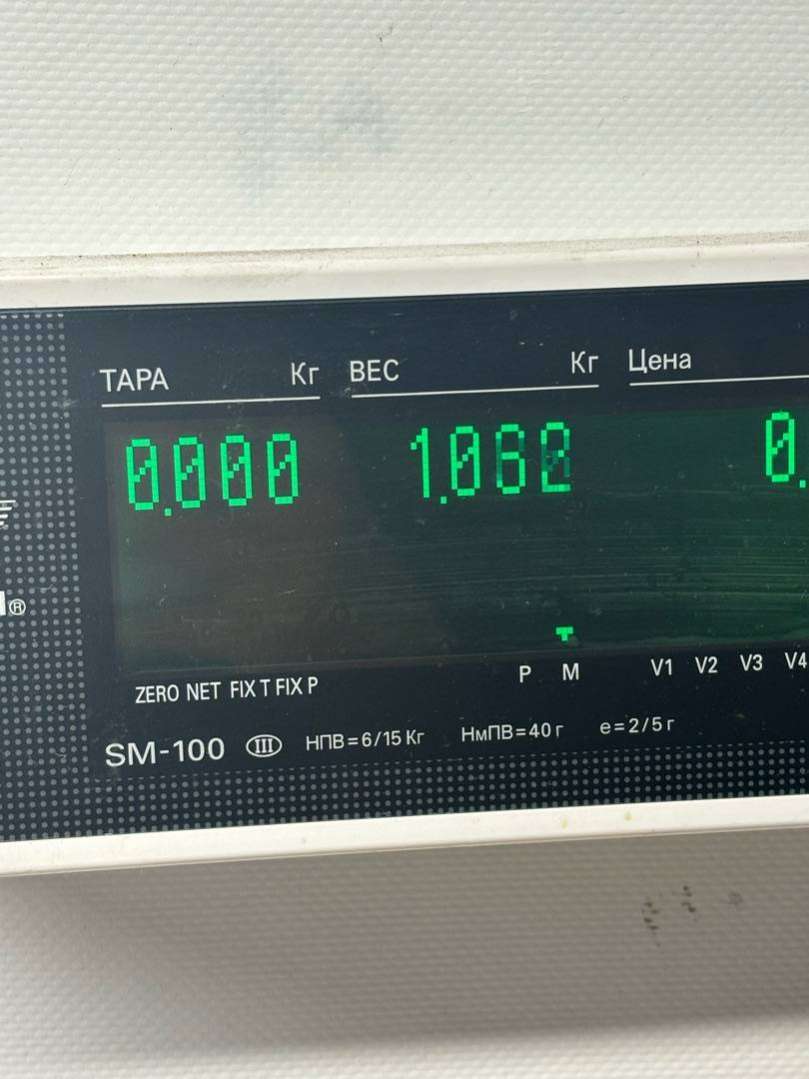 ТАРА Кг ВЕС Кг Цена
0.000 1.06 0.
P M V1 V2 V3 V4
ZERO NET FIX T FIX P
SM-100 III НПВ=6/15 Кг НмПВ=40 г е=2/5 г
®